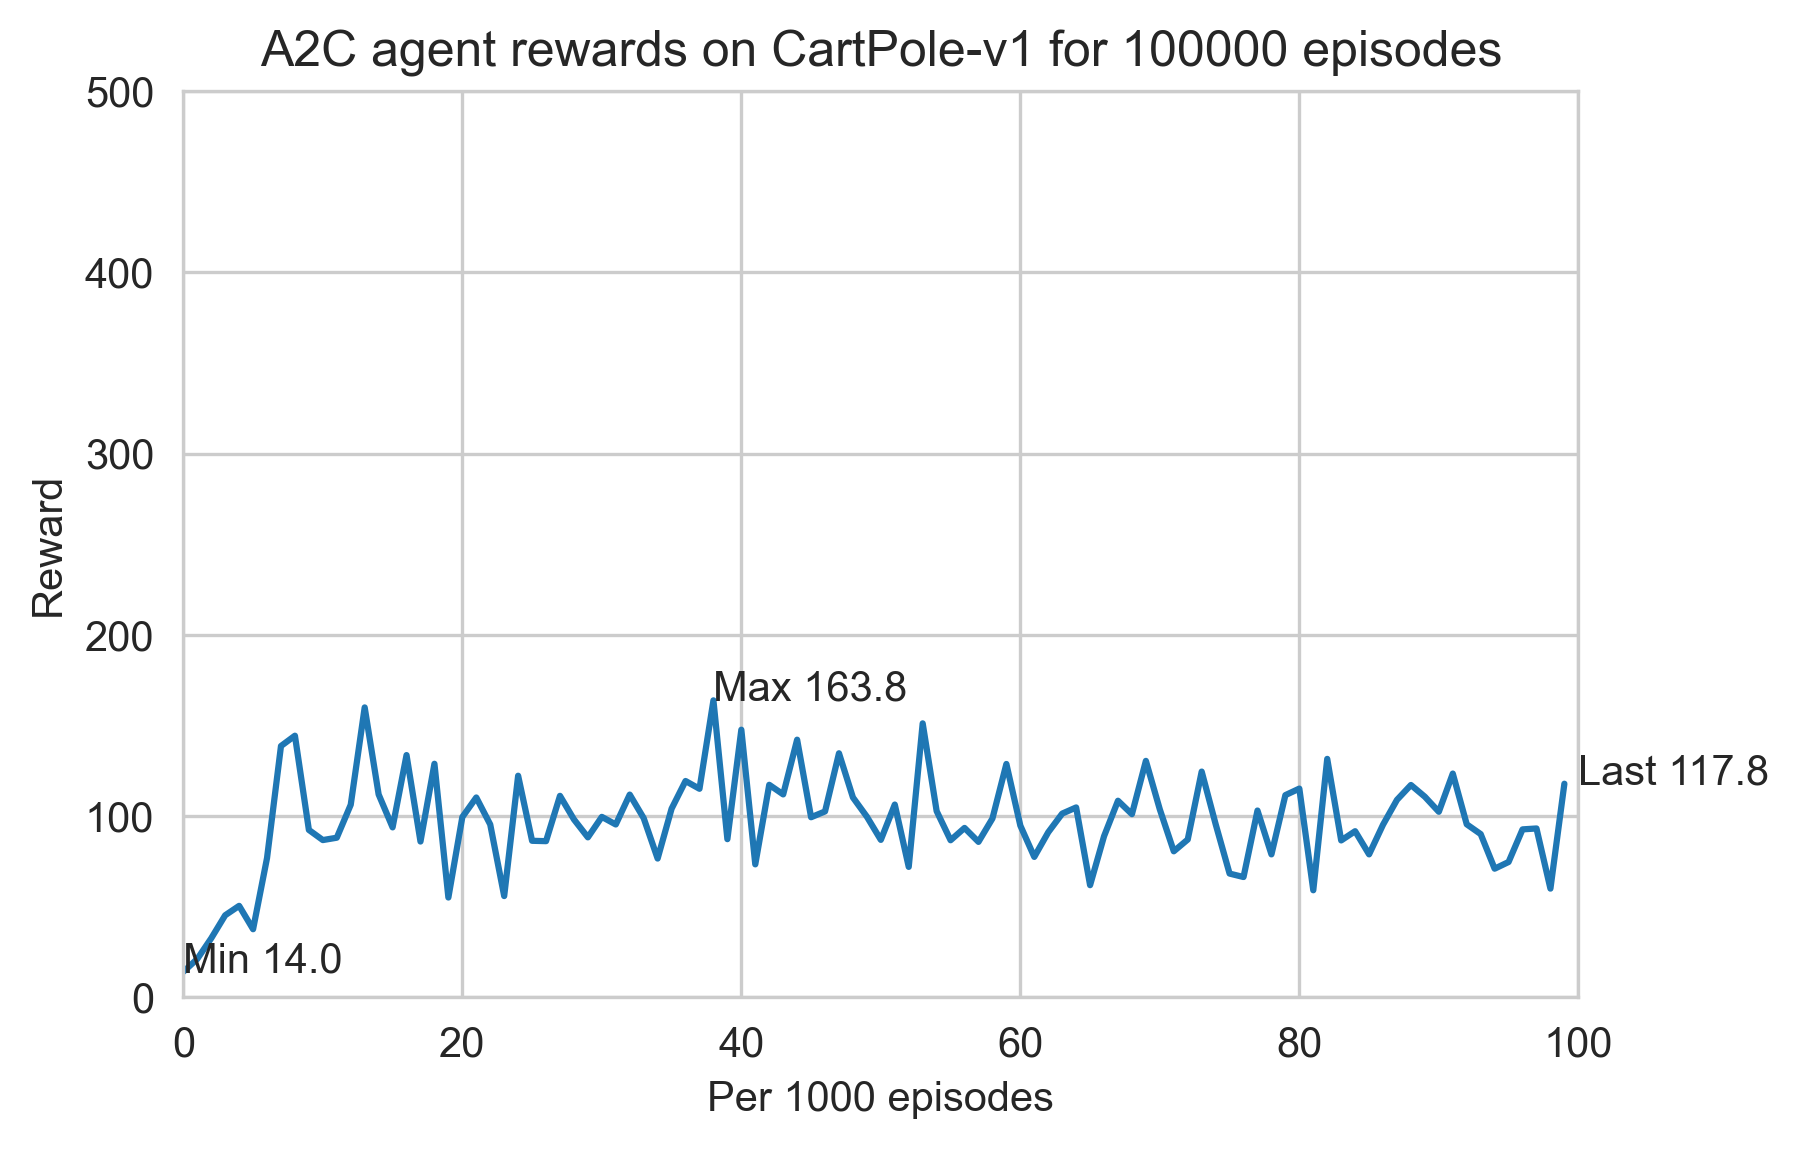 A2C agent rewards on CartPole-v1 for 100000 episodes
500
400
300
200
100
0
Reward
Max 163.8
Last 117.8
Min 14.0
0 20 40 60 80 100
Per 1000 episodes